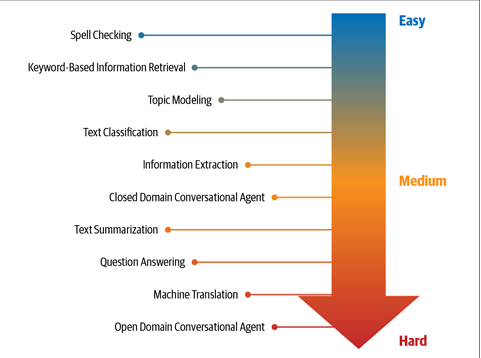 Easy
Spell Checking
Keyword-Based Information Retrieval
Topic Modeling
Text Classification
Information Extraction
Medium
Closed Domain Conversational Agent
Text Summarization
Question Answering
Machine Translation
Open Domain Conversational Agent
Hard